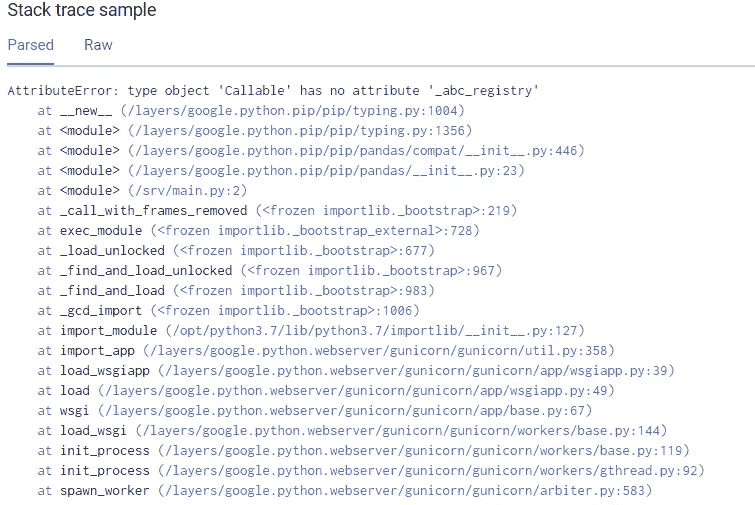 Stack trace sample
Parsed Raw
AttributeError: type object 'Callable' has no attribute '_abc_registry'
at __new__ (/layers/google.python.pip/pip/typing.py:1004)
at <module> (/layers/google.python.pip/pip/typing.py:1356)
at <module> (/layers/google.python.pip/pip/pandas/compat/__init__.py:446)
at <module> (/layers/google.python.pip/pip/pandas/__init__.py:23)
at <module> (/srv/main.py:2)
at _call_with_frames_removed (<frozen importlib._bootstrap>:219)
at exec_module (<frozen importlib._bootstrap_external>:728)
at _load_unlocked (<frozen importlib._bootstrap>:677)
at _find_and_load_unlocked (<frozen importlib._bootstrap>:967)
at _find_and_load (<frozen importlib._bootstrap>:983)
at _gcd_import (<frozen importlib._bootstrap>:1006)
at import_module (/opt/python3.7/lib/python3.7/importlib/__init__.py:127)
at import_app (/layers/google.python.webserver/gunicorn/gunicorn/util.py:358)
at load_wsgiapp (/layers/google.python.webserver/gunicorn/gunicorn/app/wsgiapp.py:39)
at load (/layers/google.python.webserver/gunicorn/gunicorn/app/wsgiapp.py:49)
at wsgi (/layers/google.python.webserver/gunicorn/gunicorn/app/base.py:67)
at load_wsgi (/layers/google.python.webserver/gunicorn/gunicorn/workers/base.py:144)
at init_process (/layers/google.python.webserver/gunicorn/gunicorn/workers/base.py:119)
at init_process (/layers/google.python.webserver/gunicorn/gunicorn/workers/gthread.py:92)
at spawn_worker (/layers/google.python.webserver/gunicorn/gunicorn/arbiter.py:583)